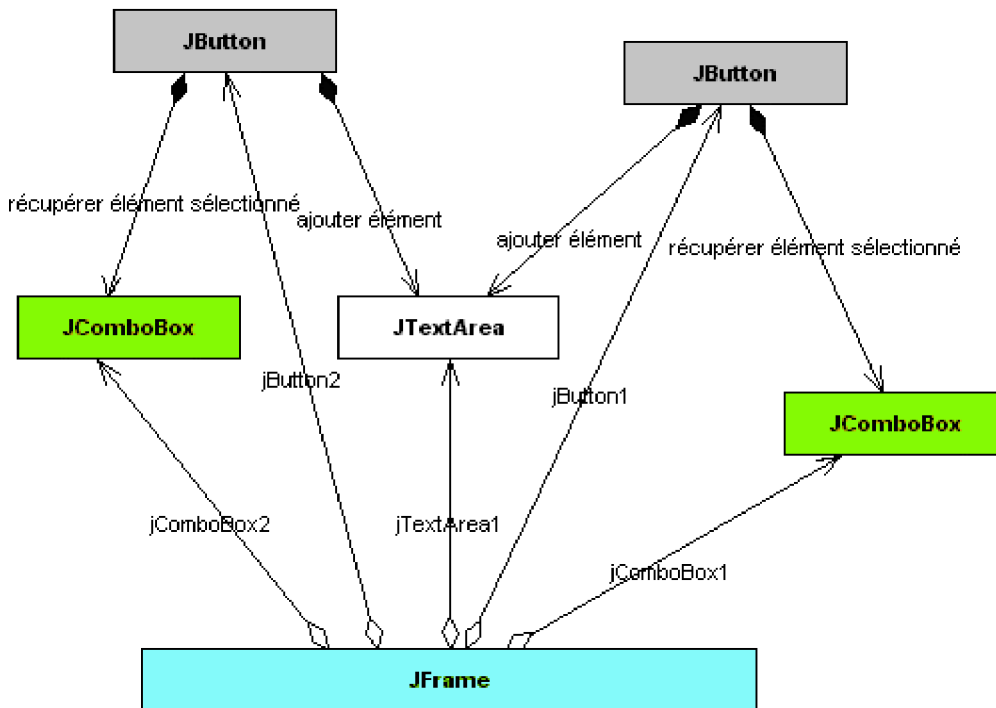 JButton
JButton
récupérer élément sélectionné
ajouter élément
ajouter élément
récupérer élément sélectionné
JComboBox
JTextArea
jButton2
jButton1
JComboBox
jComboBox2
jTextArea1
jComboBox1
JFrame